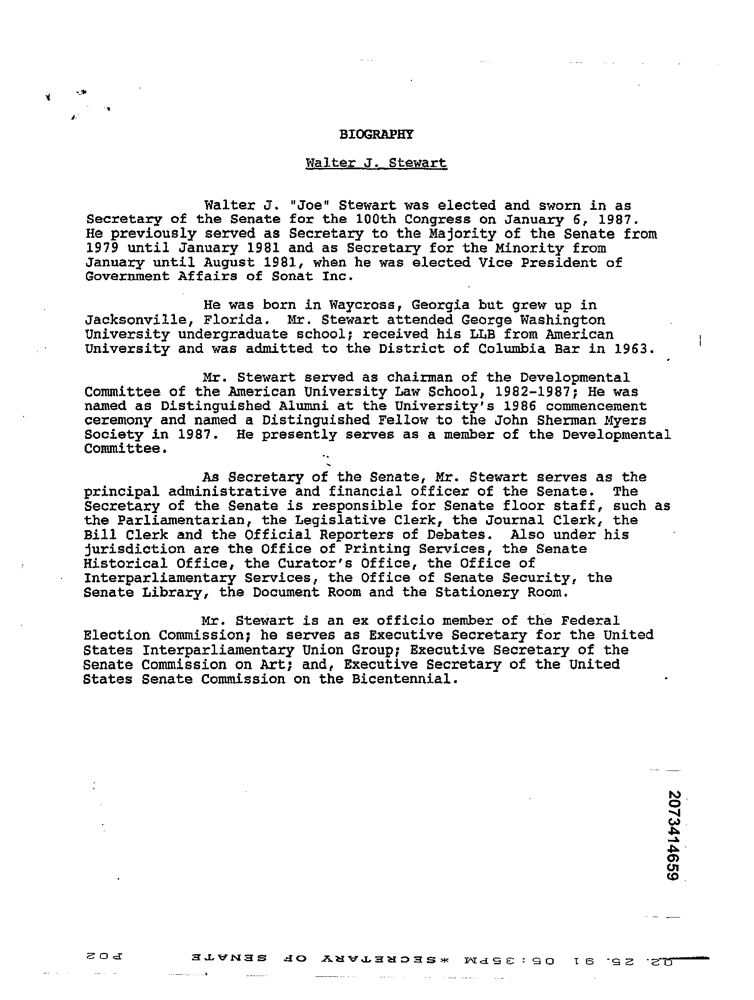 BIOGRAPHY
Walter J. Stewart
Walter J. "Joe" Stewart was elected and sworn in as
Secretary of the Senate for the 100th Congress on January 6, 1987.
He previously served as Secretary to the Majority of the Senate from
1979 until January 1981 and as Secretary for the Minority from
January until August 1981, when he was elected Vice President of
Government Affairs of Sonat Inc.
He was born in Waycross, Georgia but grew up in
Jacksonville, Florida. Mr. Stewart attended George Washington
University undergraduate school; received his LLB from American
University and was admitted to the District of Columbia Bar in 1963.
Mr. Stewart served as chairman of the Developmental
Committee of the American University Law School, 1982-1987; He was
named as Distinguished Alumni at the University's 1986 commencement
ceremony and named a Distinguished Fellow to the John Sherman Myers
Society in 1987. He presently serves as a member of the Developmental
Committee.
As Secretary of the Senate, Mr. Stewart serves as the
principal administrative and financial officer of the Senate. The
Secretary of the Senate is responsible for Senate floor staff, such as
the Parliamentarian, the Legislative Clerk, the Journal Clerk, the
Bill Clerk and the Official Reporters of Debates. Also under his
jurisdiction are the Office of Printing Services, the Senate
Historical Office, the Curator's Office, the Office of
Interparliamentary Services, the Office of Senate Security, the
Senate Library, the Document Room and the Stationery Room.
Mr. Stewart is an ex officio member of the Federal
Election Commission; he serves as Executive Secretary for the United
States Interparliamentary Union Group; Executive Secretary of the
Senate Commission on Art; and, Executive Secretary of the United
States Senate Commission on the Bicentennial.
2073414659
02. 25. 91 05:35PM *SECRETARY OF SENATE P02